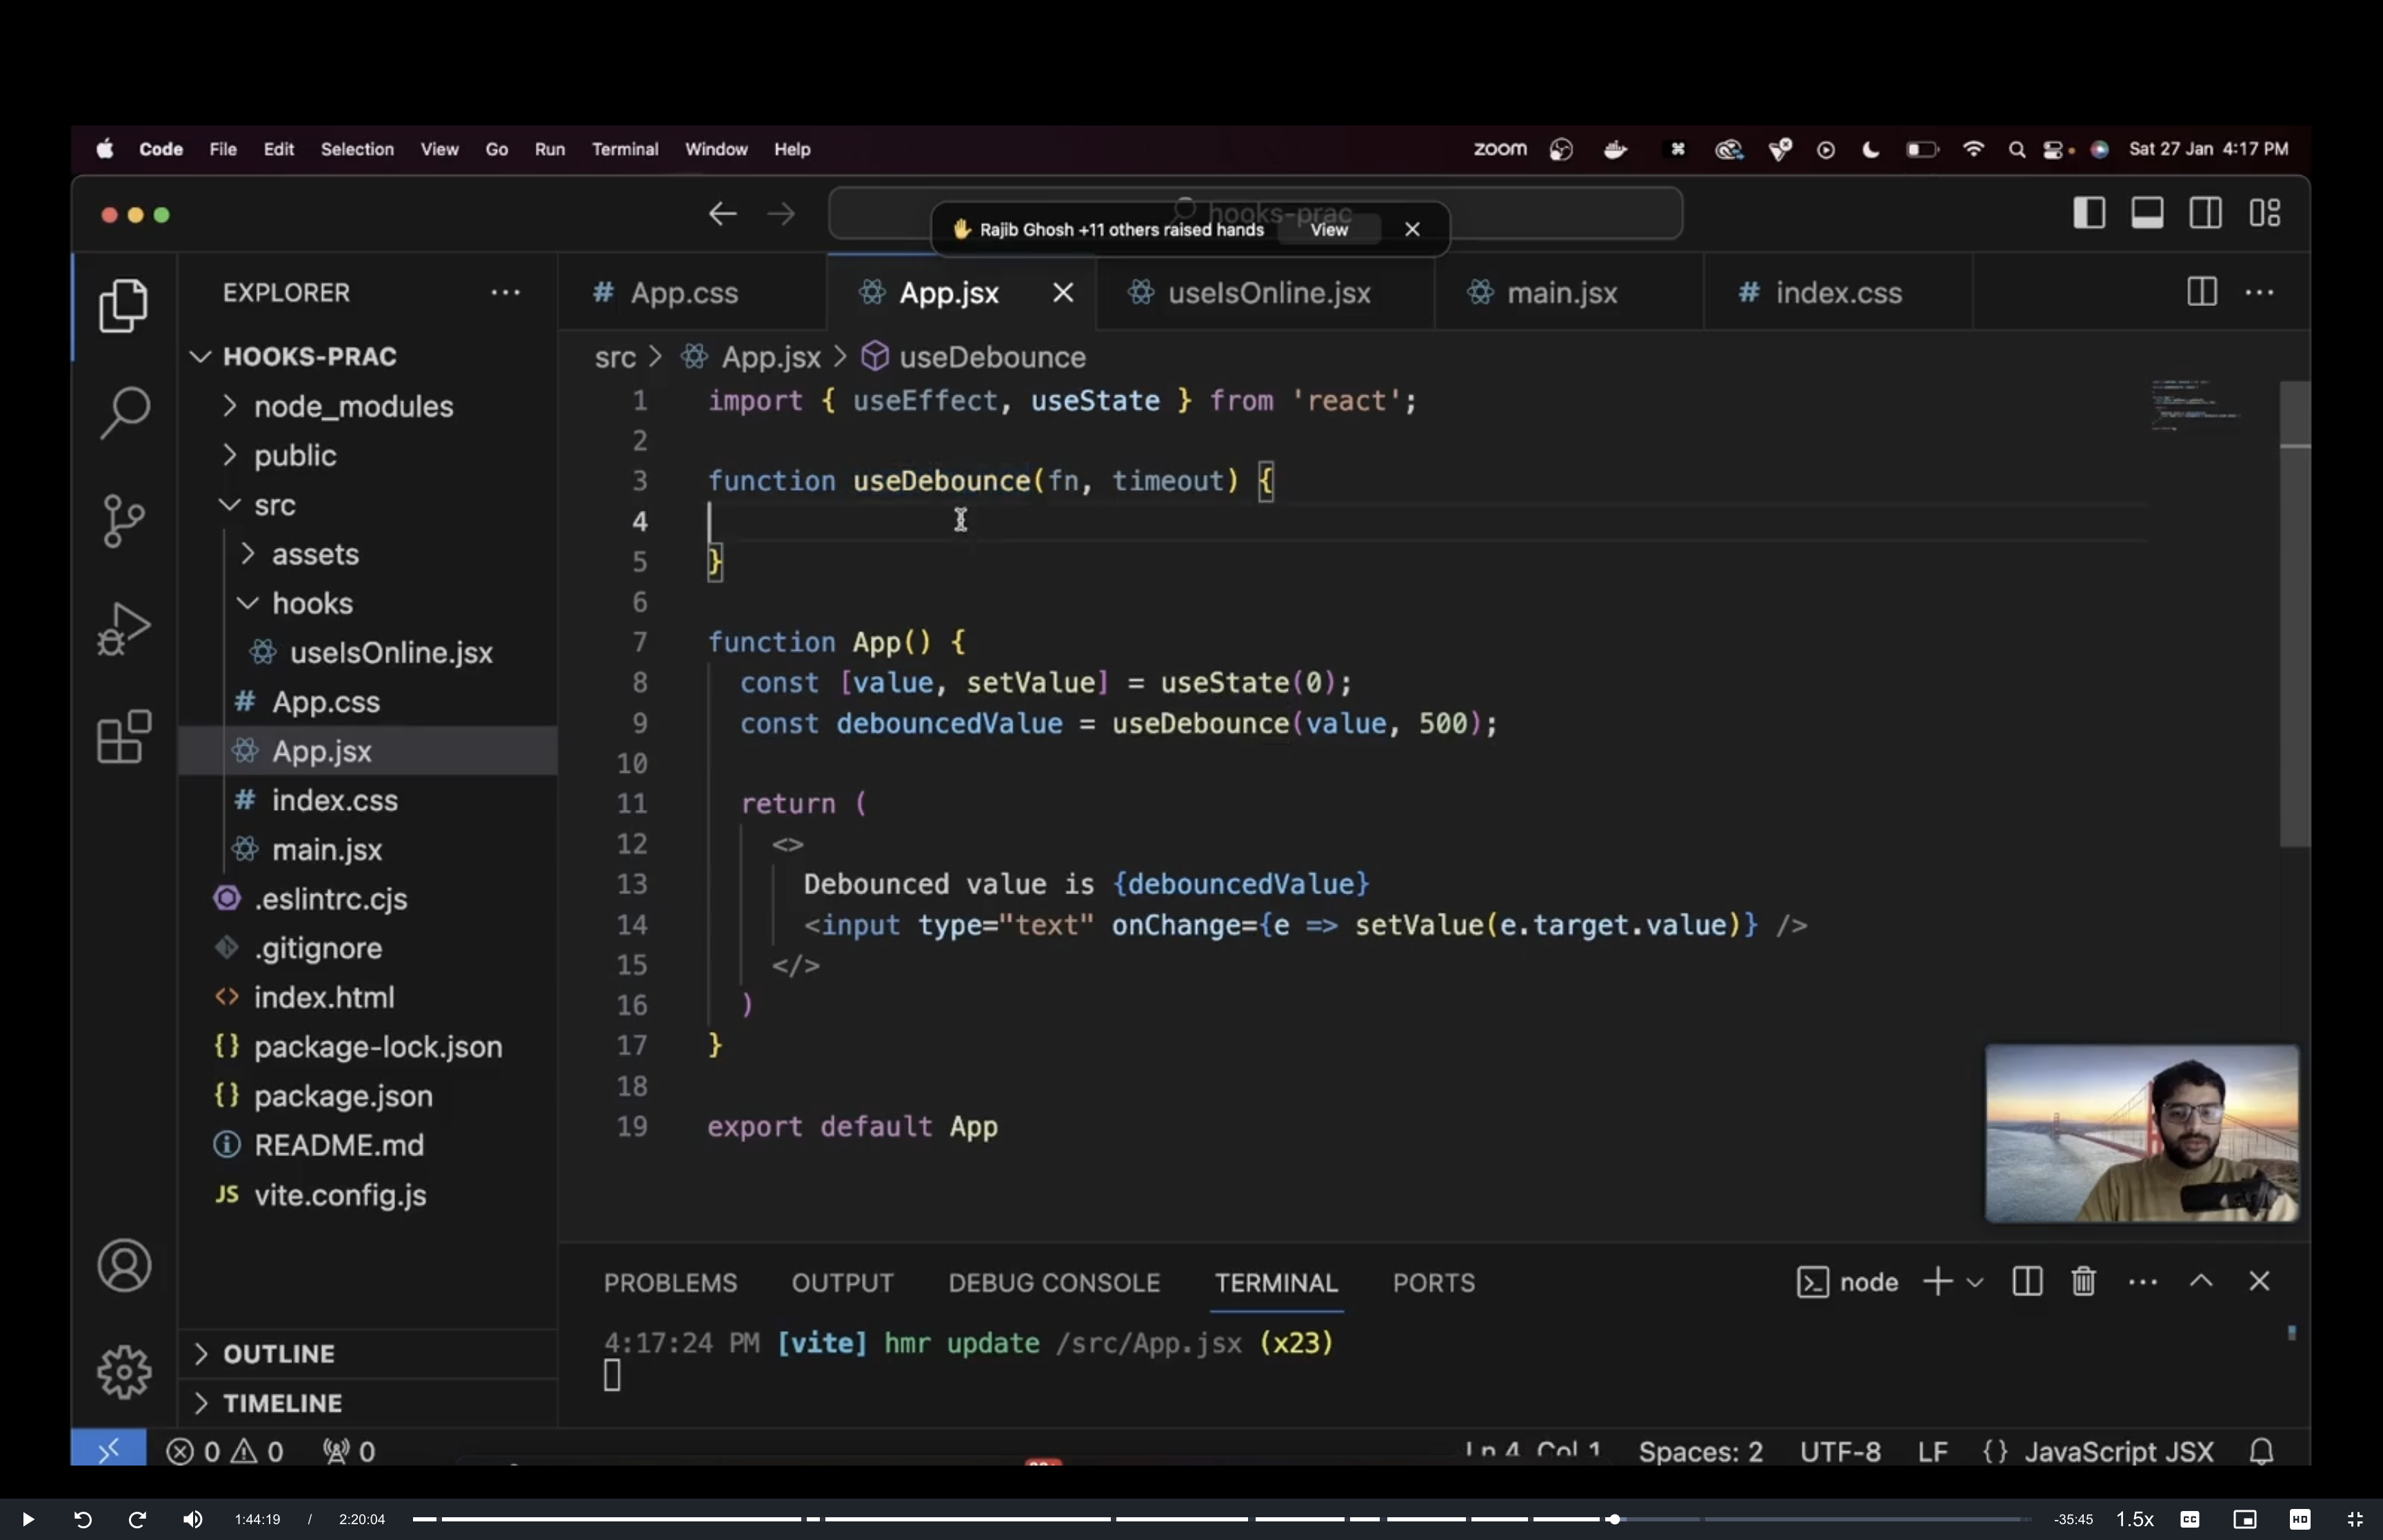 Code File Edit Selection View Go Run Terminal Window Help zoom Sat 27 Jan 4:17 PM
hooks-prac
Rajib Ghosh +11 others raised hands View
EXPLORER
App.css App.jsx useIsOnline.jsx main.jsx index.css
HOOKS-PRAC
node_modules
public
src
assets
hooks
useIsOnline.jsx
App.css
App.jsx
index.css
main.jsx
.eslintrc.cjs
.gitignore
index.html
package-lock.json
package.json
README.md
vite.config.js
OUTLINE
TIMELINE
src > App.jsx > useDebounce
1 import { useEffect, useState } from 'react';
2
3 function useDebounce(fn, timeout) {
4
5 }
6
7 function App() {
8 const [value, setValue] = useState(0);
9 const debouncedValue = useDebounce(value, 500);
10
11 return (
12 <>
13 Debounced value is {debouncedValue}
14 <input type="text" onChange={e => setValue(e.target.value)} />
15 </>
16 )
17 }
18
19 export default App
PROBLEMS OUTPUT DEBUG CONSOLE TERMINAL PORTS node
4:17:24 PM [vite] hmr update /src/App.jsx (x23)
0 0 0 Ln 4, Col 1 Spaces: 2 UTF-8 LF {} JavaScript JSX
1:44:19 / 2:20:04 -35:45 1.5x CC HD